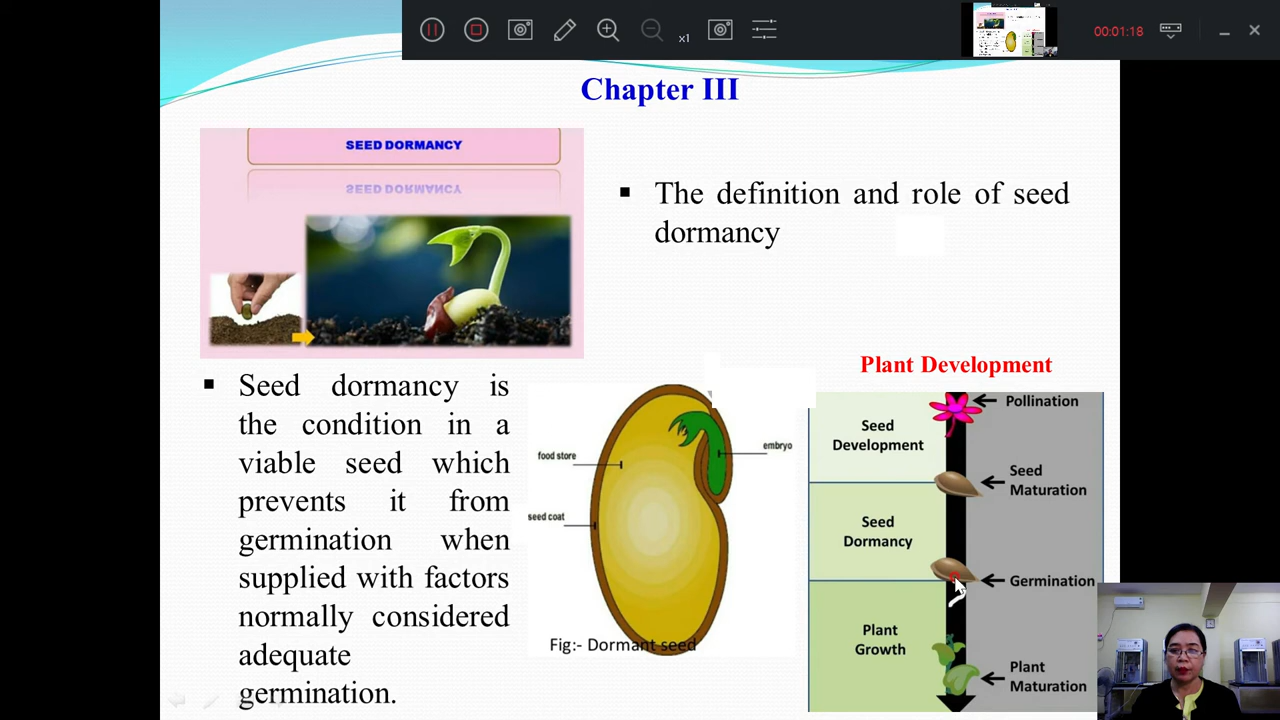 x1
00:01:18
Chapter III
SEED DORMANCY
SEED DORMANCY
▪ The definition and role of seed
dormancy
▪ Seed dormancy is
the condition in a
viable seed which
prevents it from
germination when
supplied with factors
normally considered
adequate
germination.
food store
embryo
seed coat
Fig:- Dormant seed
Plant Development
Pollination
Seed
Development
Seed
Maturation
Seed
Dormancy
Germination
Plant
Growth
Plant
Maturation